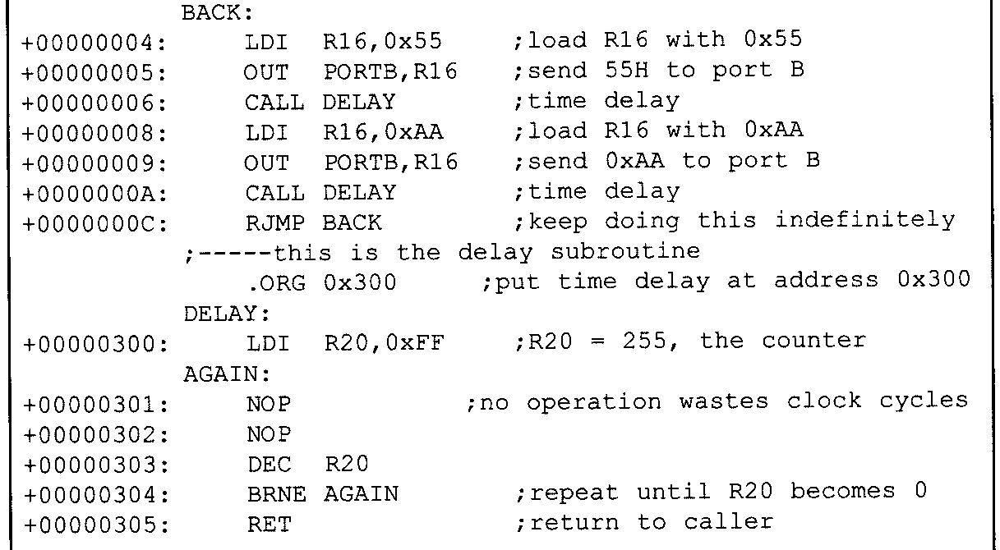 BACK:
+00000004: LDI R16,0x55 ;load R16 with 0x55
+00000005: OUT PORTB,R16 ;send 55H to port B
+00000006: CALL DELAY ;time delay
+00000008: LDI R16,0xAA ;load R16 with 0xAA
+00000009: OUT PORTB,R16 ;send 0xAA to port B
+0000000A: CALL DELAY ;time delay
+0000000C: RJMP BACK ;keep doing this indefinitely
;-----this is the delay subroutine
.ORG 0x300 ;put time delay at address 0x300
DELAY:
+00000300: LDI R20,0xFF ;R20 = 255, the counter
AGAIN:
+00000301: NOP ;no operation wastes clock cycles
+00000302: NOP
+00000303: DEC R20
+00000304: BRNE AGAIN ;repeat until R20 becomes 0
+00000305: RET ;return to caller